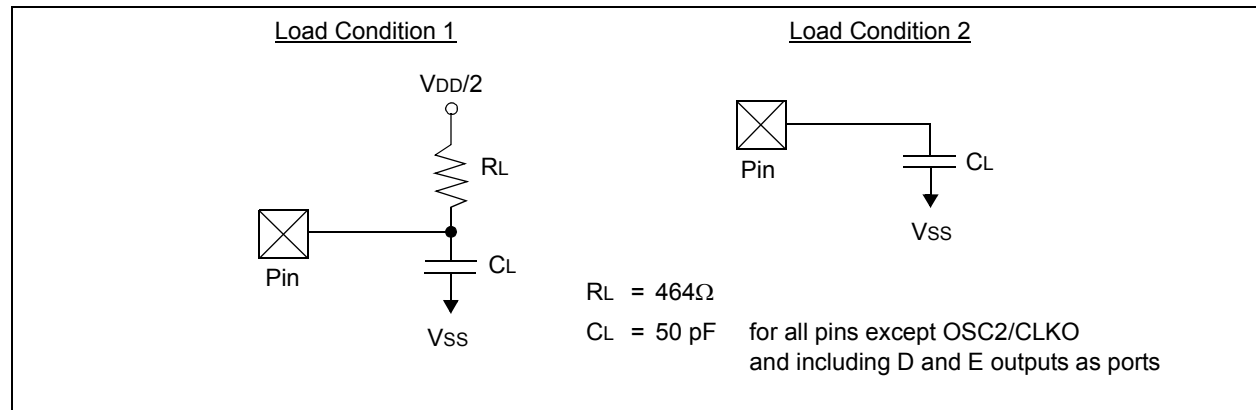 Load Condition 1
VDD/2
RL
Pin
CL
VSS
Load Condition 2
Pin
CL
VSS
RL = 464Ω
CL = 50 pF for all pins except OSC2/CLKO
and including D and E outputs as ports